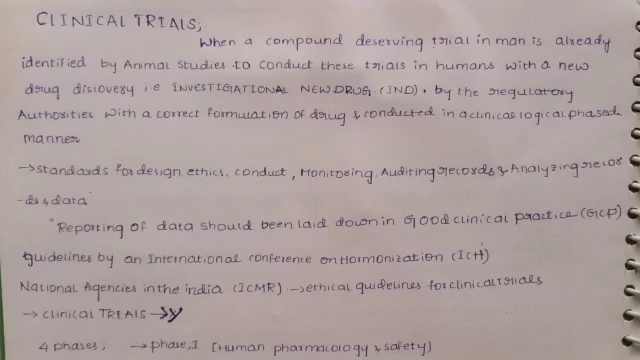 CLINICAL TRIALS;
When a compound deserving trial in man is already
identified by Animal studies to conduct these trials in humans with a new
drug discovery i.e INVESTIGATIONAL NEW DRUG (IND). by the regulatory
Authorities with a correct formulation of drug & conducted in a clinical logical phased
manner
→ standards for design, ethics, conduct, Monitoring, Auditing records & Analyzing recor
-ds & data
"Reporting of data should been laid down in Good clinical practice (GCP)
guidelines by an International conference on Hormonization (ICH)
National Agencies in the india (ICMR) → ethical guidelines for clinical trials
→ clinical TREALS →
4 phases; → phase, I [Human pharmacology & safety)